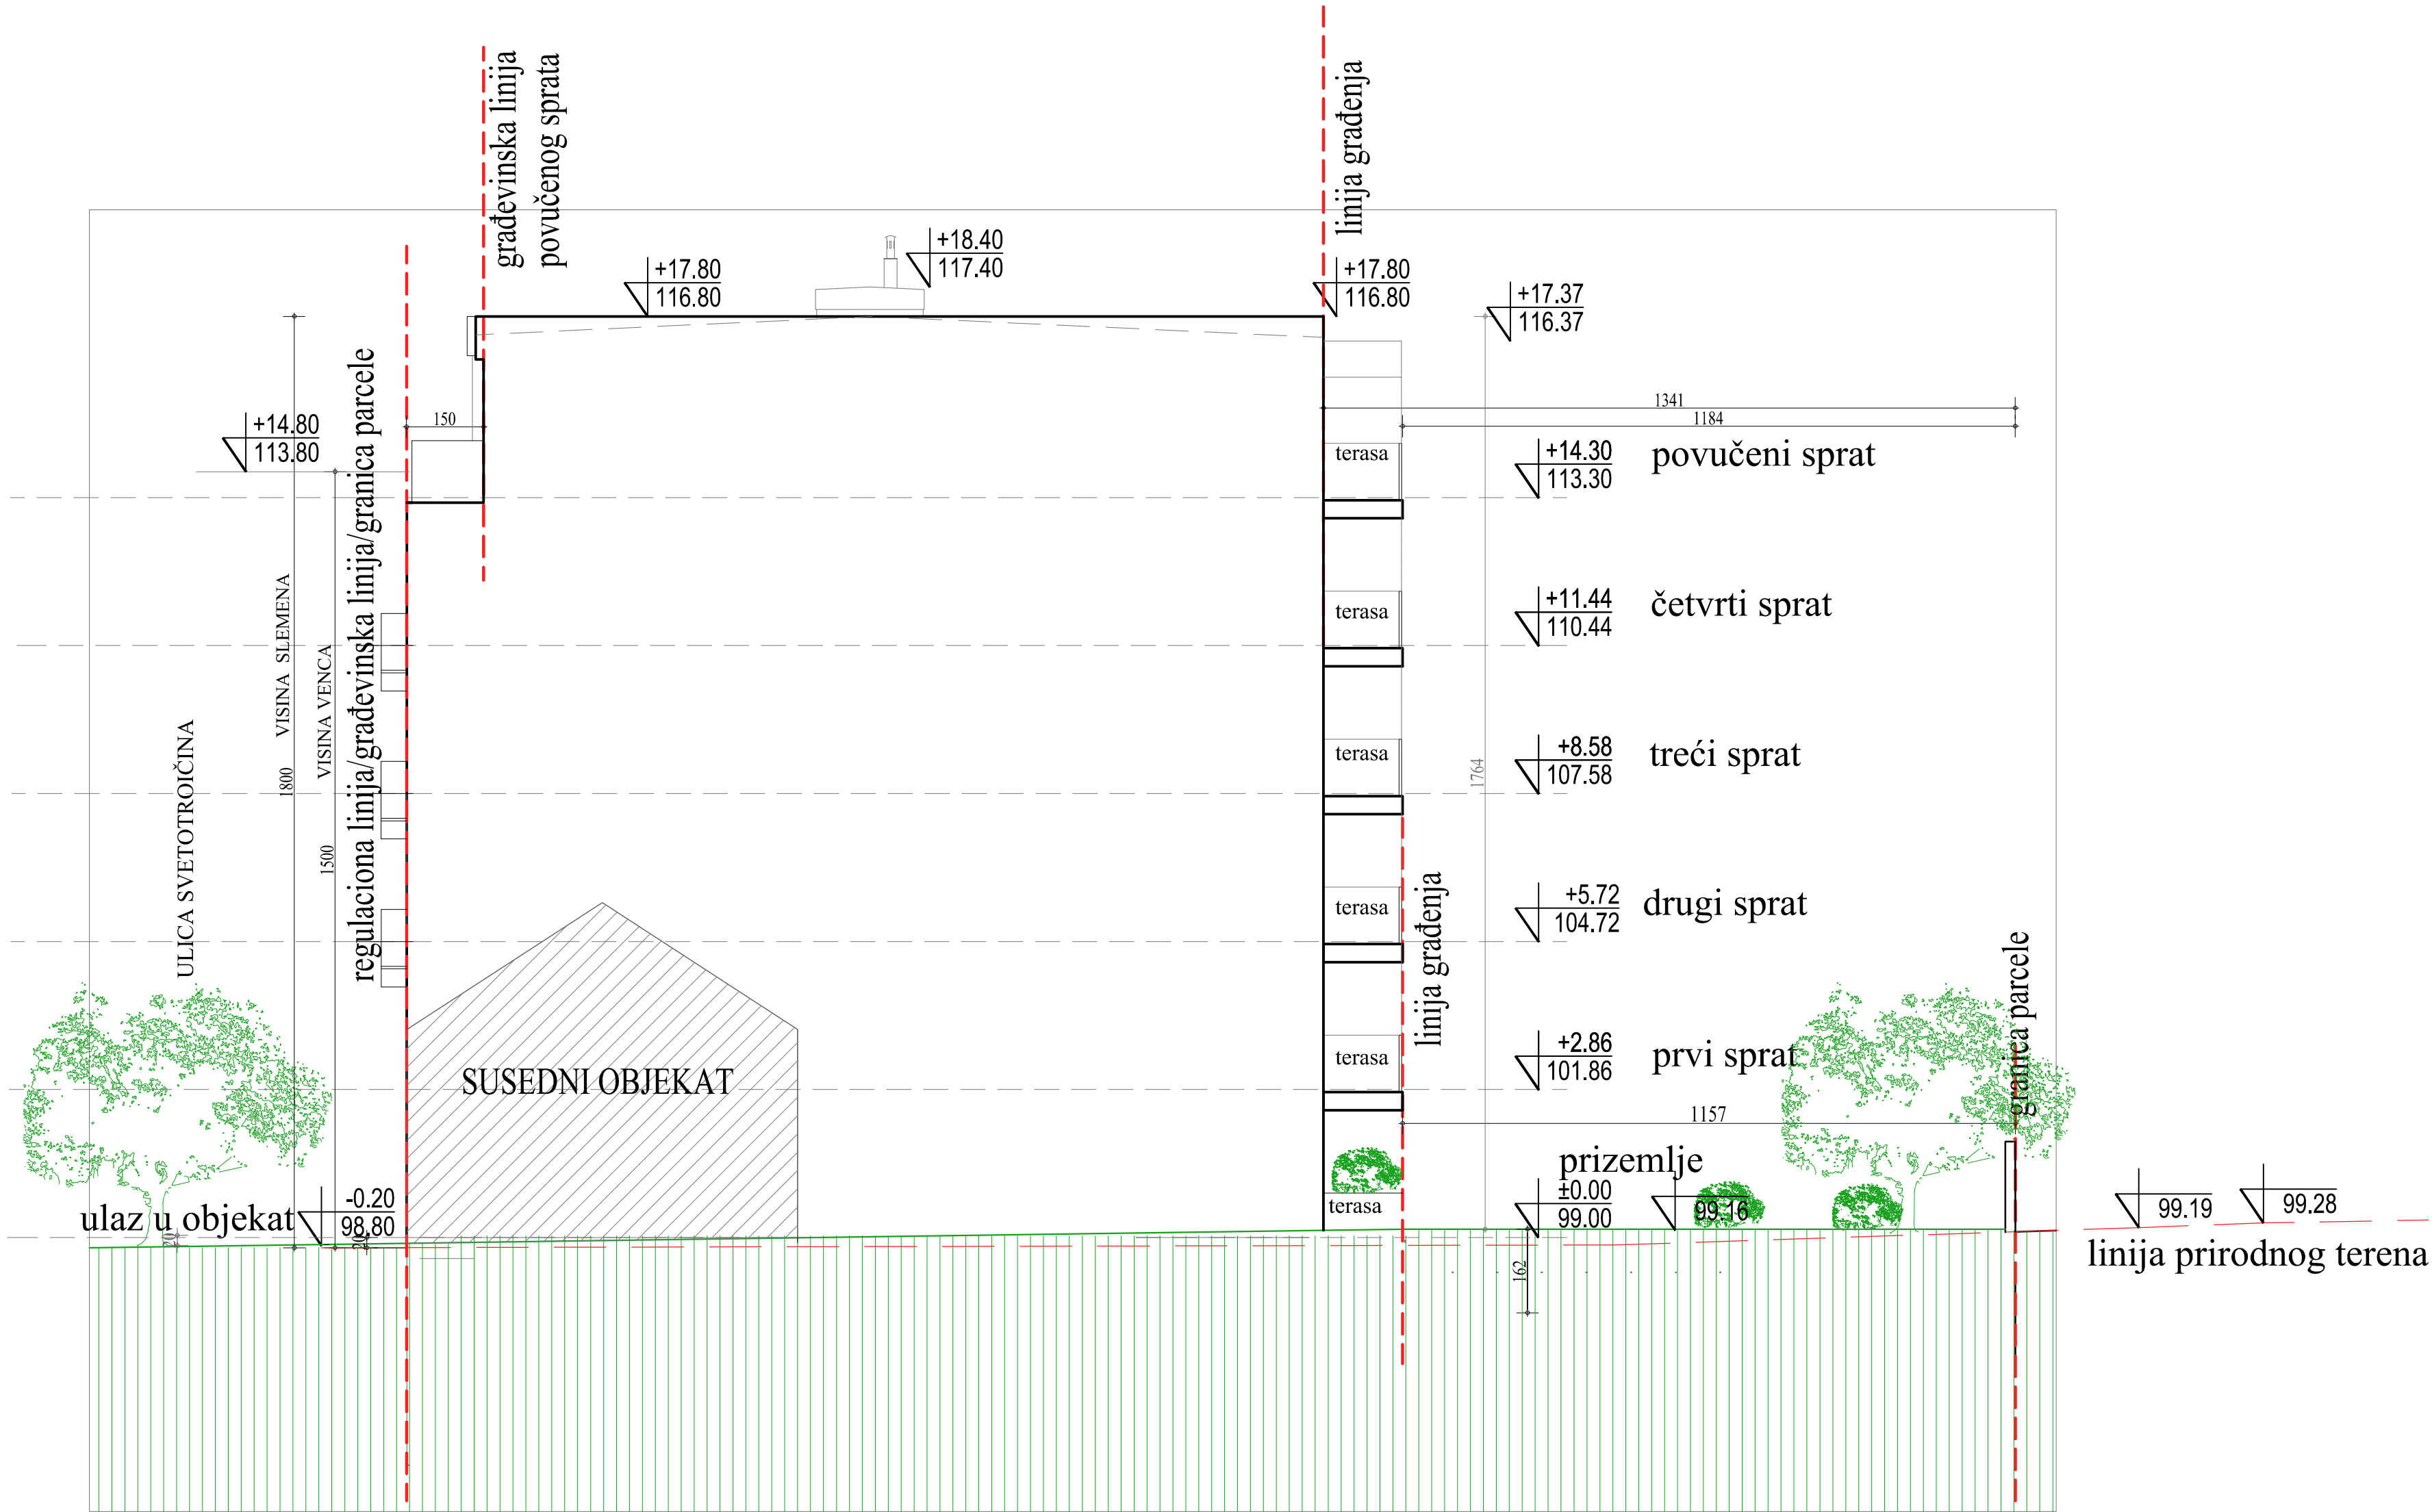 građevinska linija
povučenog sprata
linija građenja
+18.40
117.40
+17.80
116.80
+17.80
116.80
+17.37
116.37
1341
1184
150
+14.80
113.80
terasa
+14.30
113.30
povučeni sprat
regulaciona linija/građevinska linija/granica parcele
VISINA SLEMENA
1800
VISINA VENCA
1500
ULICA SVETOTROIČINA
terasa
+11.44
110.44
četvrti sprat
terasa
+8.58
107.58
treći sprat
1764
terasa
+5.72
104.72
drugi sprat
linija građenja
granica parcele
SUSEDNI OBJEKAT
terasa
+2.86
101.86
prvi sprat
1157
prizemlje
±0.00
99.00
99.16
terasa
ulaz u objekat
-0.20
98.80
20
20
99.19
99.28
linija prirodnog terena
162